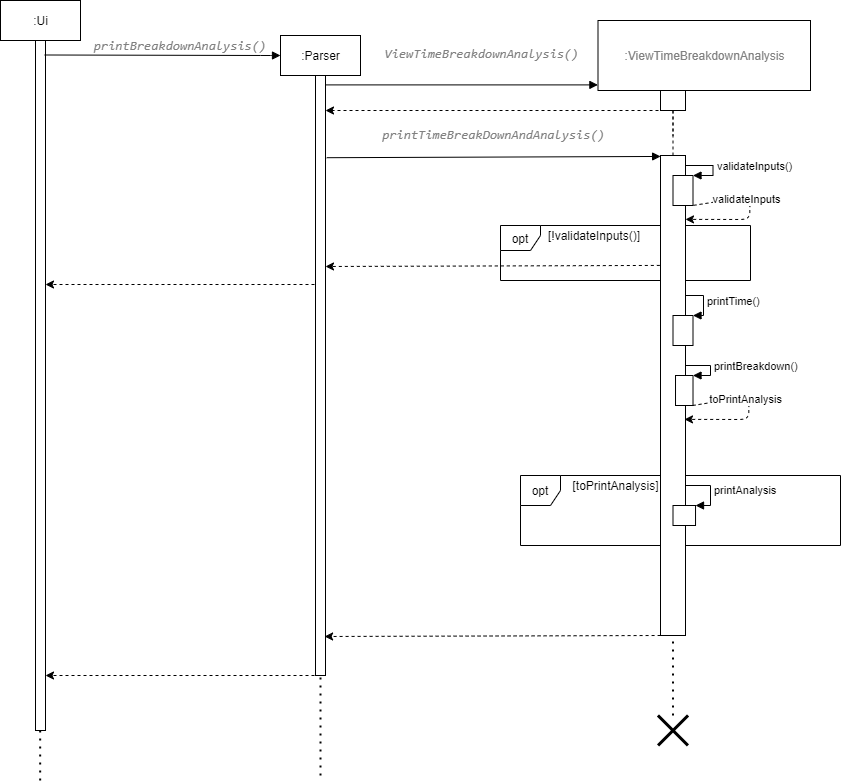 :Ui
printBreakdownAnalysis()
:Parser
ViewTimeBreakdownAnalysis()
:ViewTimeBreakdownAnalysis
printTimeBreakDownAndAnalysis()
validateInputs()
validateInputs
opt
[!validateInputs()]
printTime()
printBreakdown()
toPrintAnalysis
opt
[toPrintAnalysis]
printAnalysis